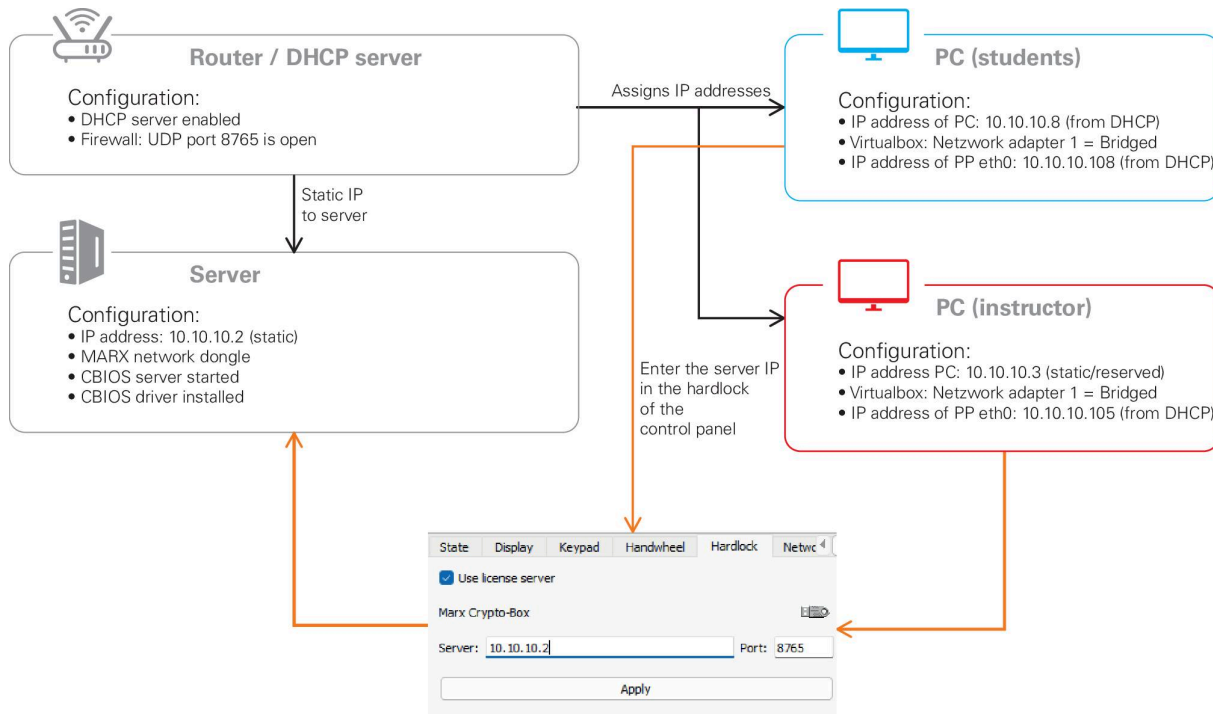 Router / DHCP server
Configuration:
• DHCP server enabled
• Firewall: UDP port 8765 is open
Assigns IP addresses
PC (students)
Configuration:
• IP address of PC: 10.10.10.8 (from DHCP)
• Virtualbox: Netzwork adapter 1 = Bridged
• IP address of PP eth0: 10.10.10.108 (from DHCP)
Static IP
to server
Server
Configuration:
• IP address: 10.10.10.2 (static)
• MARX network dongle
• CBIOS server started
• CBIOS driver installed
PC (instructor)
Configuration:
• IP address PC: 10.10.10.3 (static/reserved)
• Virtualbox: Netzwork adapter 1 = Bridged
• IP address of PP eth0: 10.10.10.105 (from DHCP)
Enter the server IP
in the hardlock
of the
control panel
State Display Keypad Handwheel Hardlock Netwc
Use license server
Marx Crypto-Box
Server: 10.10.10.2 Port: 8765
Apply